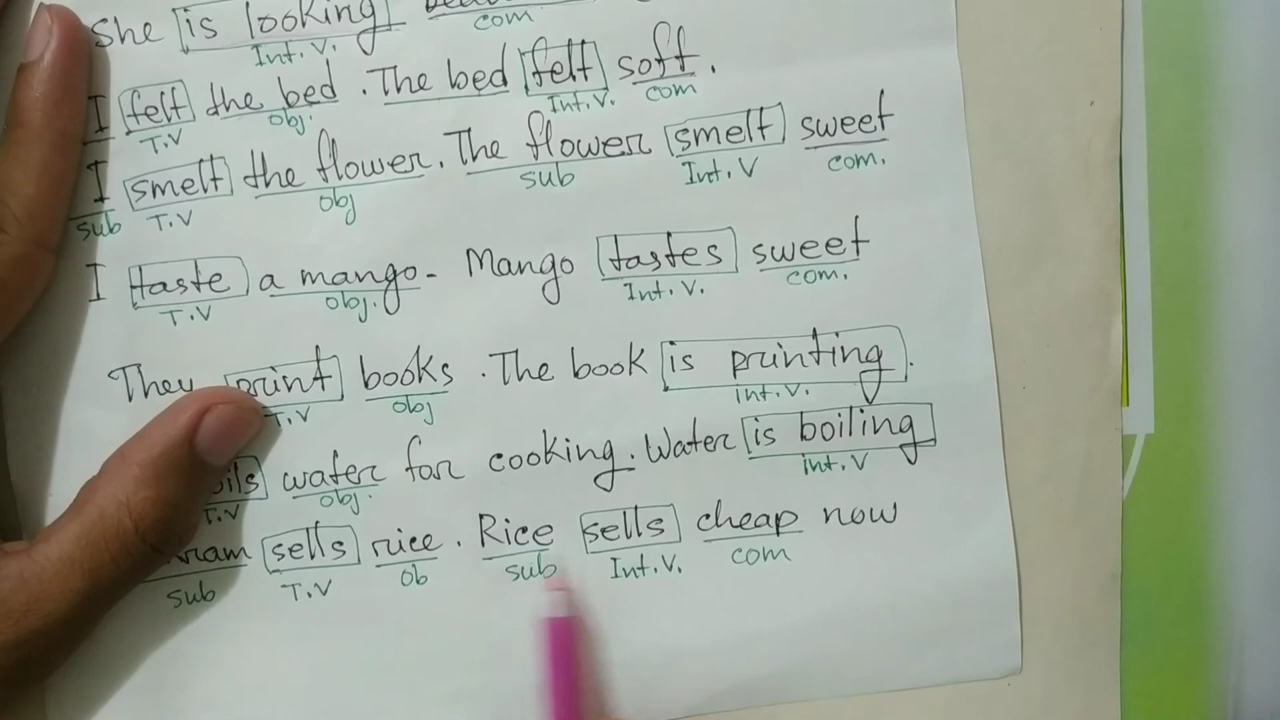 She is looking
Int. V. com
I felt the bed. The bed felt soft.
T.V obj. Int. V. com
I smelt the flower. The flower smelt sweet
sub T.V obj sub Int. V com.
I taste a mango- Mango tastes sweet
T.V obj. Int. V. com.
They print books. The book is printing.
T.V obj int. V.
water for cooking. Water is boiling
T.V obj. int. V
sells rice. Rice sells cheap now
sub T.V ob sub Int. V. com